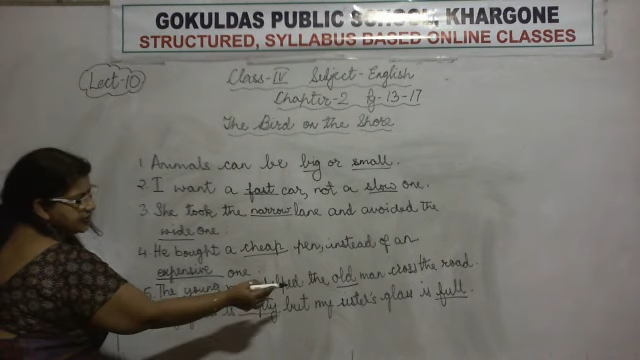 GOKULDAS PUBLIC SCHOOL, KHARGONE
STRUCTURED, SYLLABUS BASED ONLINE CLASSES
Lect-10
Class-IV Subject-English
Chapter-2 Pg-13-17
The Bird on the Shore
1. Animals can be big or small.
2. I want a fast car, not a slow one.
3. She took the narrow lane and avoided the
wide one.
4. He bought a cheap pen, instead of an
expensive one.
5. The young the old man cross the road.
is empty but my sister's glass is full.